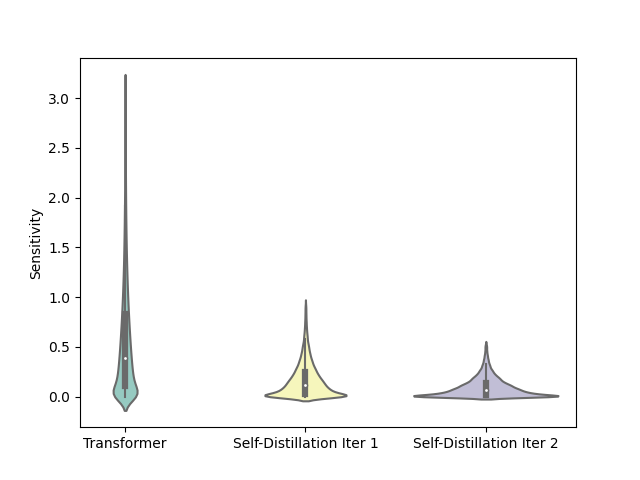 3.0
2.5
2.0
1.5
1.0
0.5
0.0
Sensitivity
Transformer
Self-Distillation Iter 1
Self-Distillation Iter 2